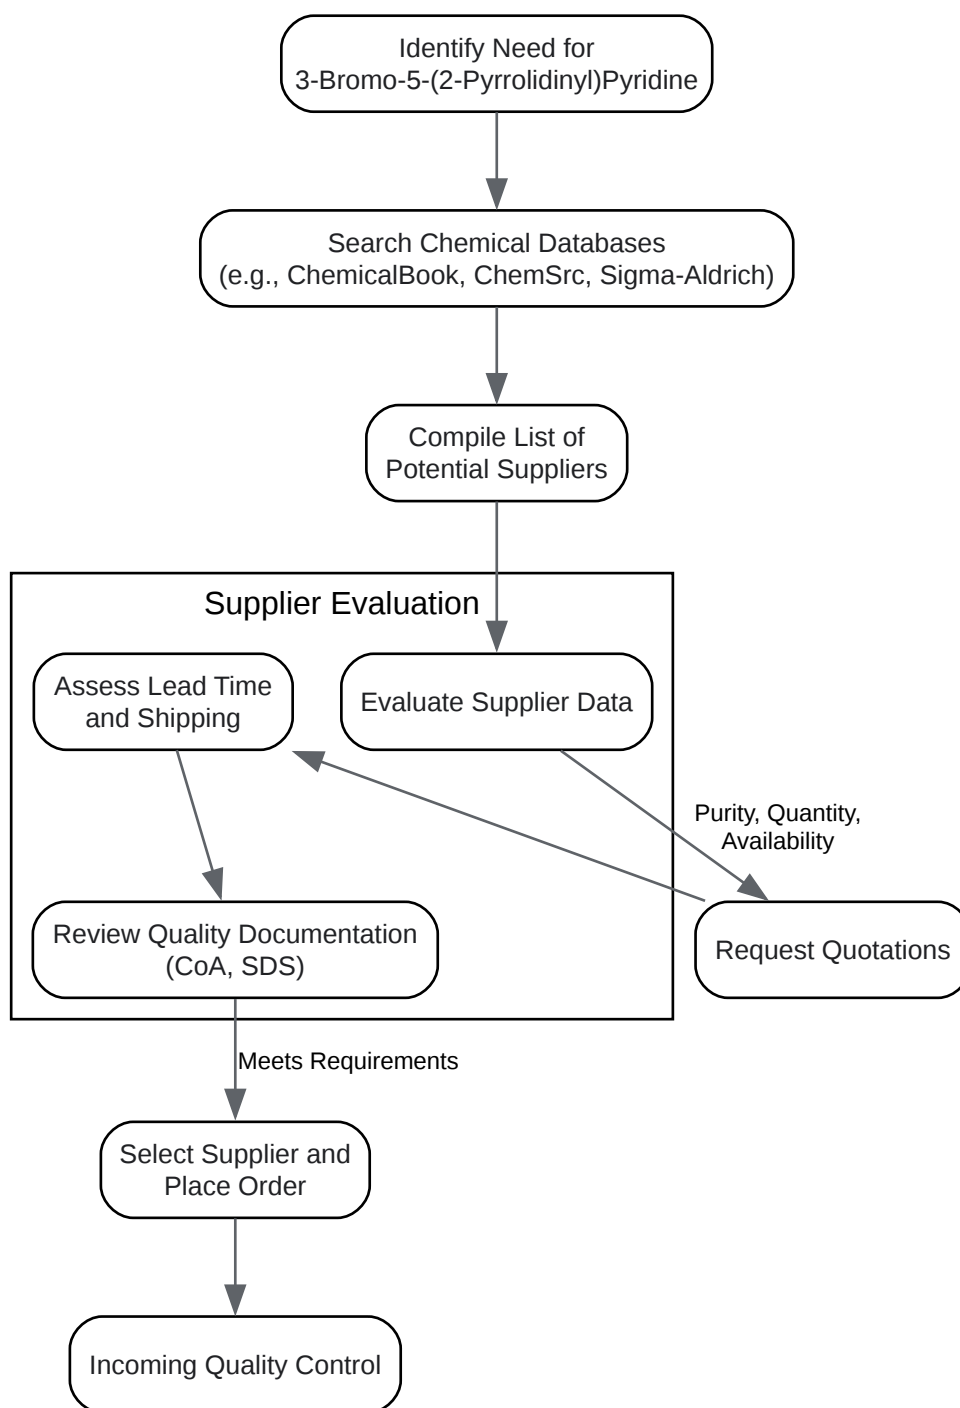 Identify Need for
3-Bromo-5-(2-Pyrrolidinyl)Pyridine
Search Chemical Databases
(e.g., ChemicalBook, ChemSrc, Sigma-Aldrich)
Compile List of
Potential Suppliers
Supplier Evaluation
Assess Lead Time
and Shipping
Evaluate Supplier Data
Purity, Quantity,
Availability
Review Quality Documentation
(CoA, SDS)
Request Quotations
Meets Requirements
Select Supplier and
Place Order
Incoming Quality Control